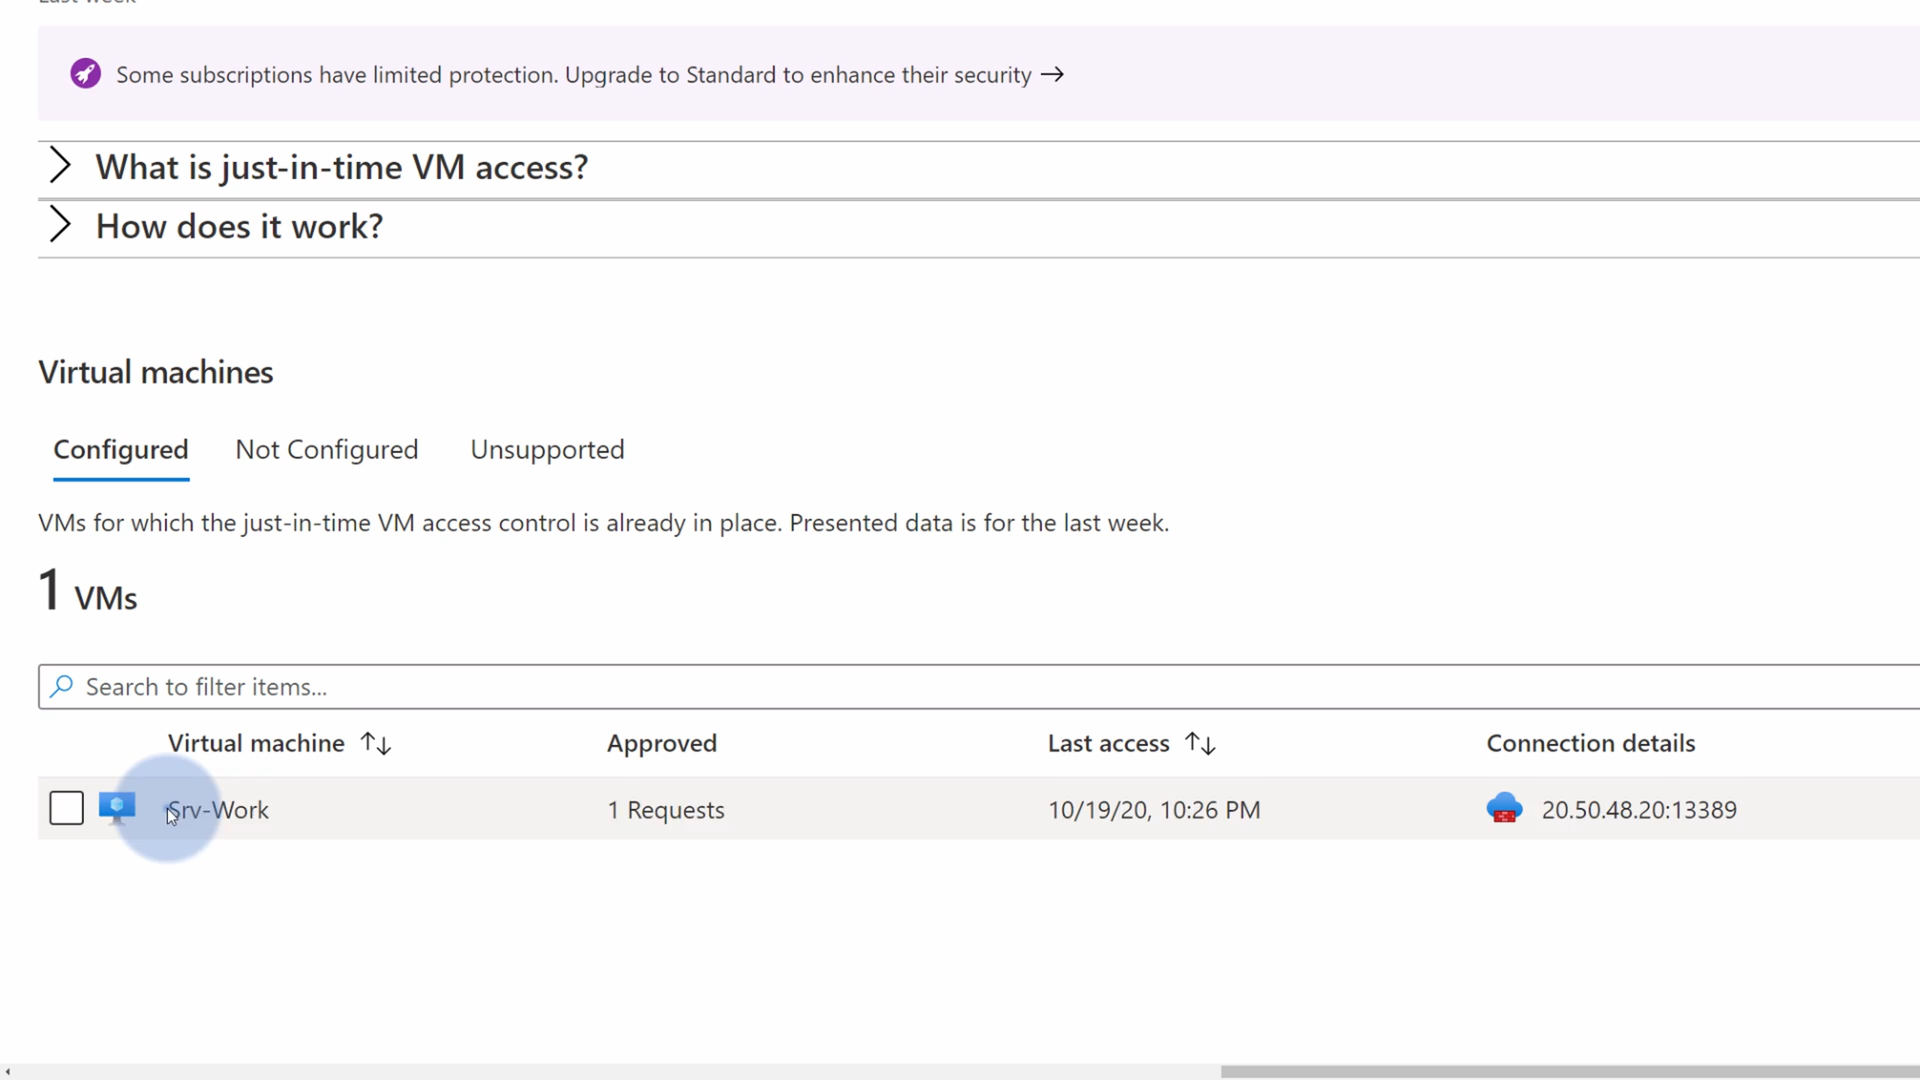 Last week
Some subscriptions have limited protection. Upgrade to Standard to enhance their security →
What is just-in-time VM access?
How does it work?
Virtual machines
Configured Not Configured Unsupported
VMs for which the just-in-time VM access control is already in place. Presented data is for the last week.
1 VMs
Search to filter items...
Virtual machine ↑↓ Approved Last access ↑↓ Connection details
Srv-Work 1 Requests 10/19/20, 10:26 PM 20.50.48.20:13389